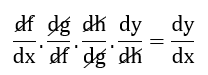 df/dx . dg/df . dh/dg . dy/dh = dy/dx